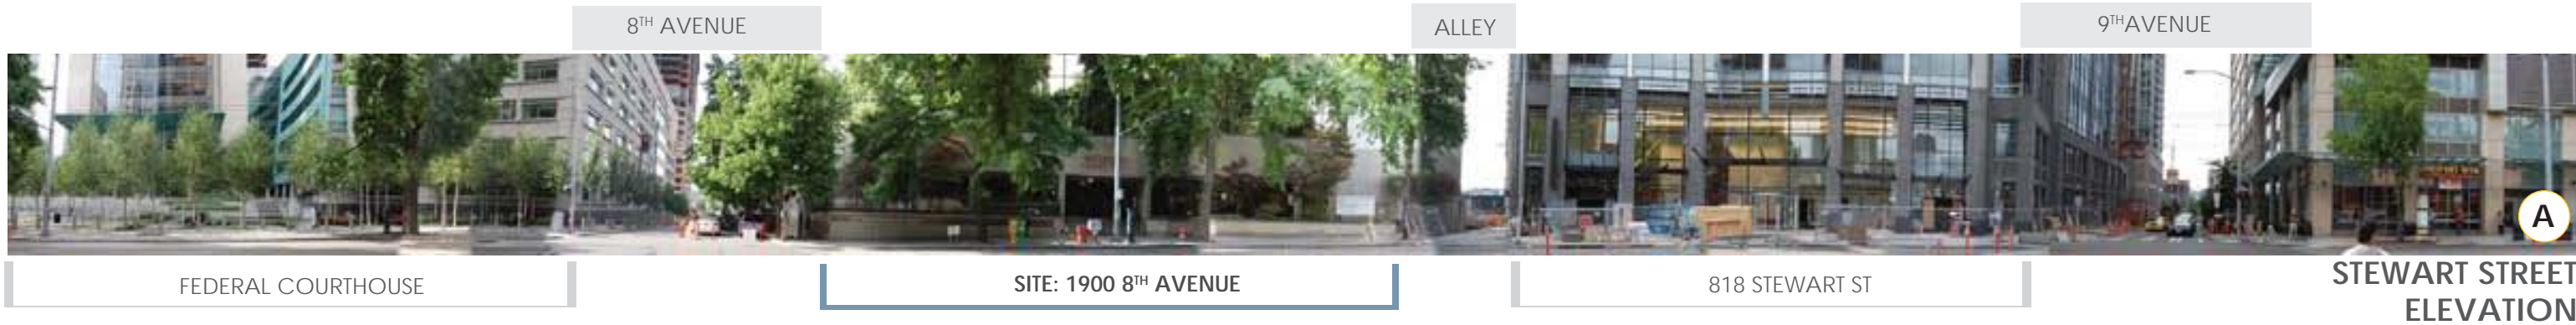 8TH AVENUE
ALLEY
9THAVENUE
A
FEDERAL COURTHOUSE
SITE: 1900 8TH AVENUE
818 STEWART ST
STEWART STREET
ELEVATION